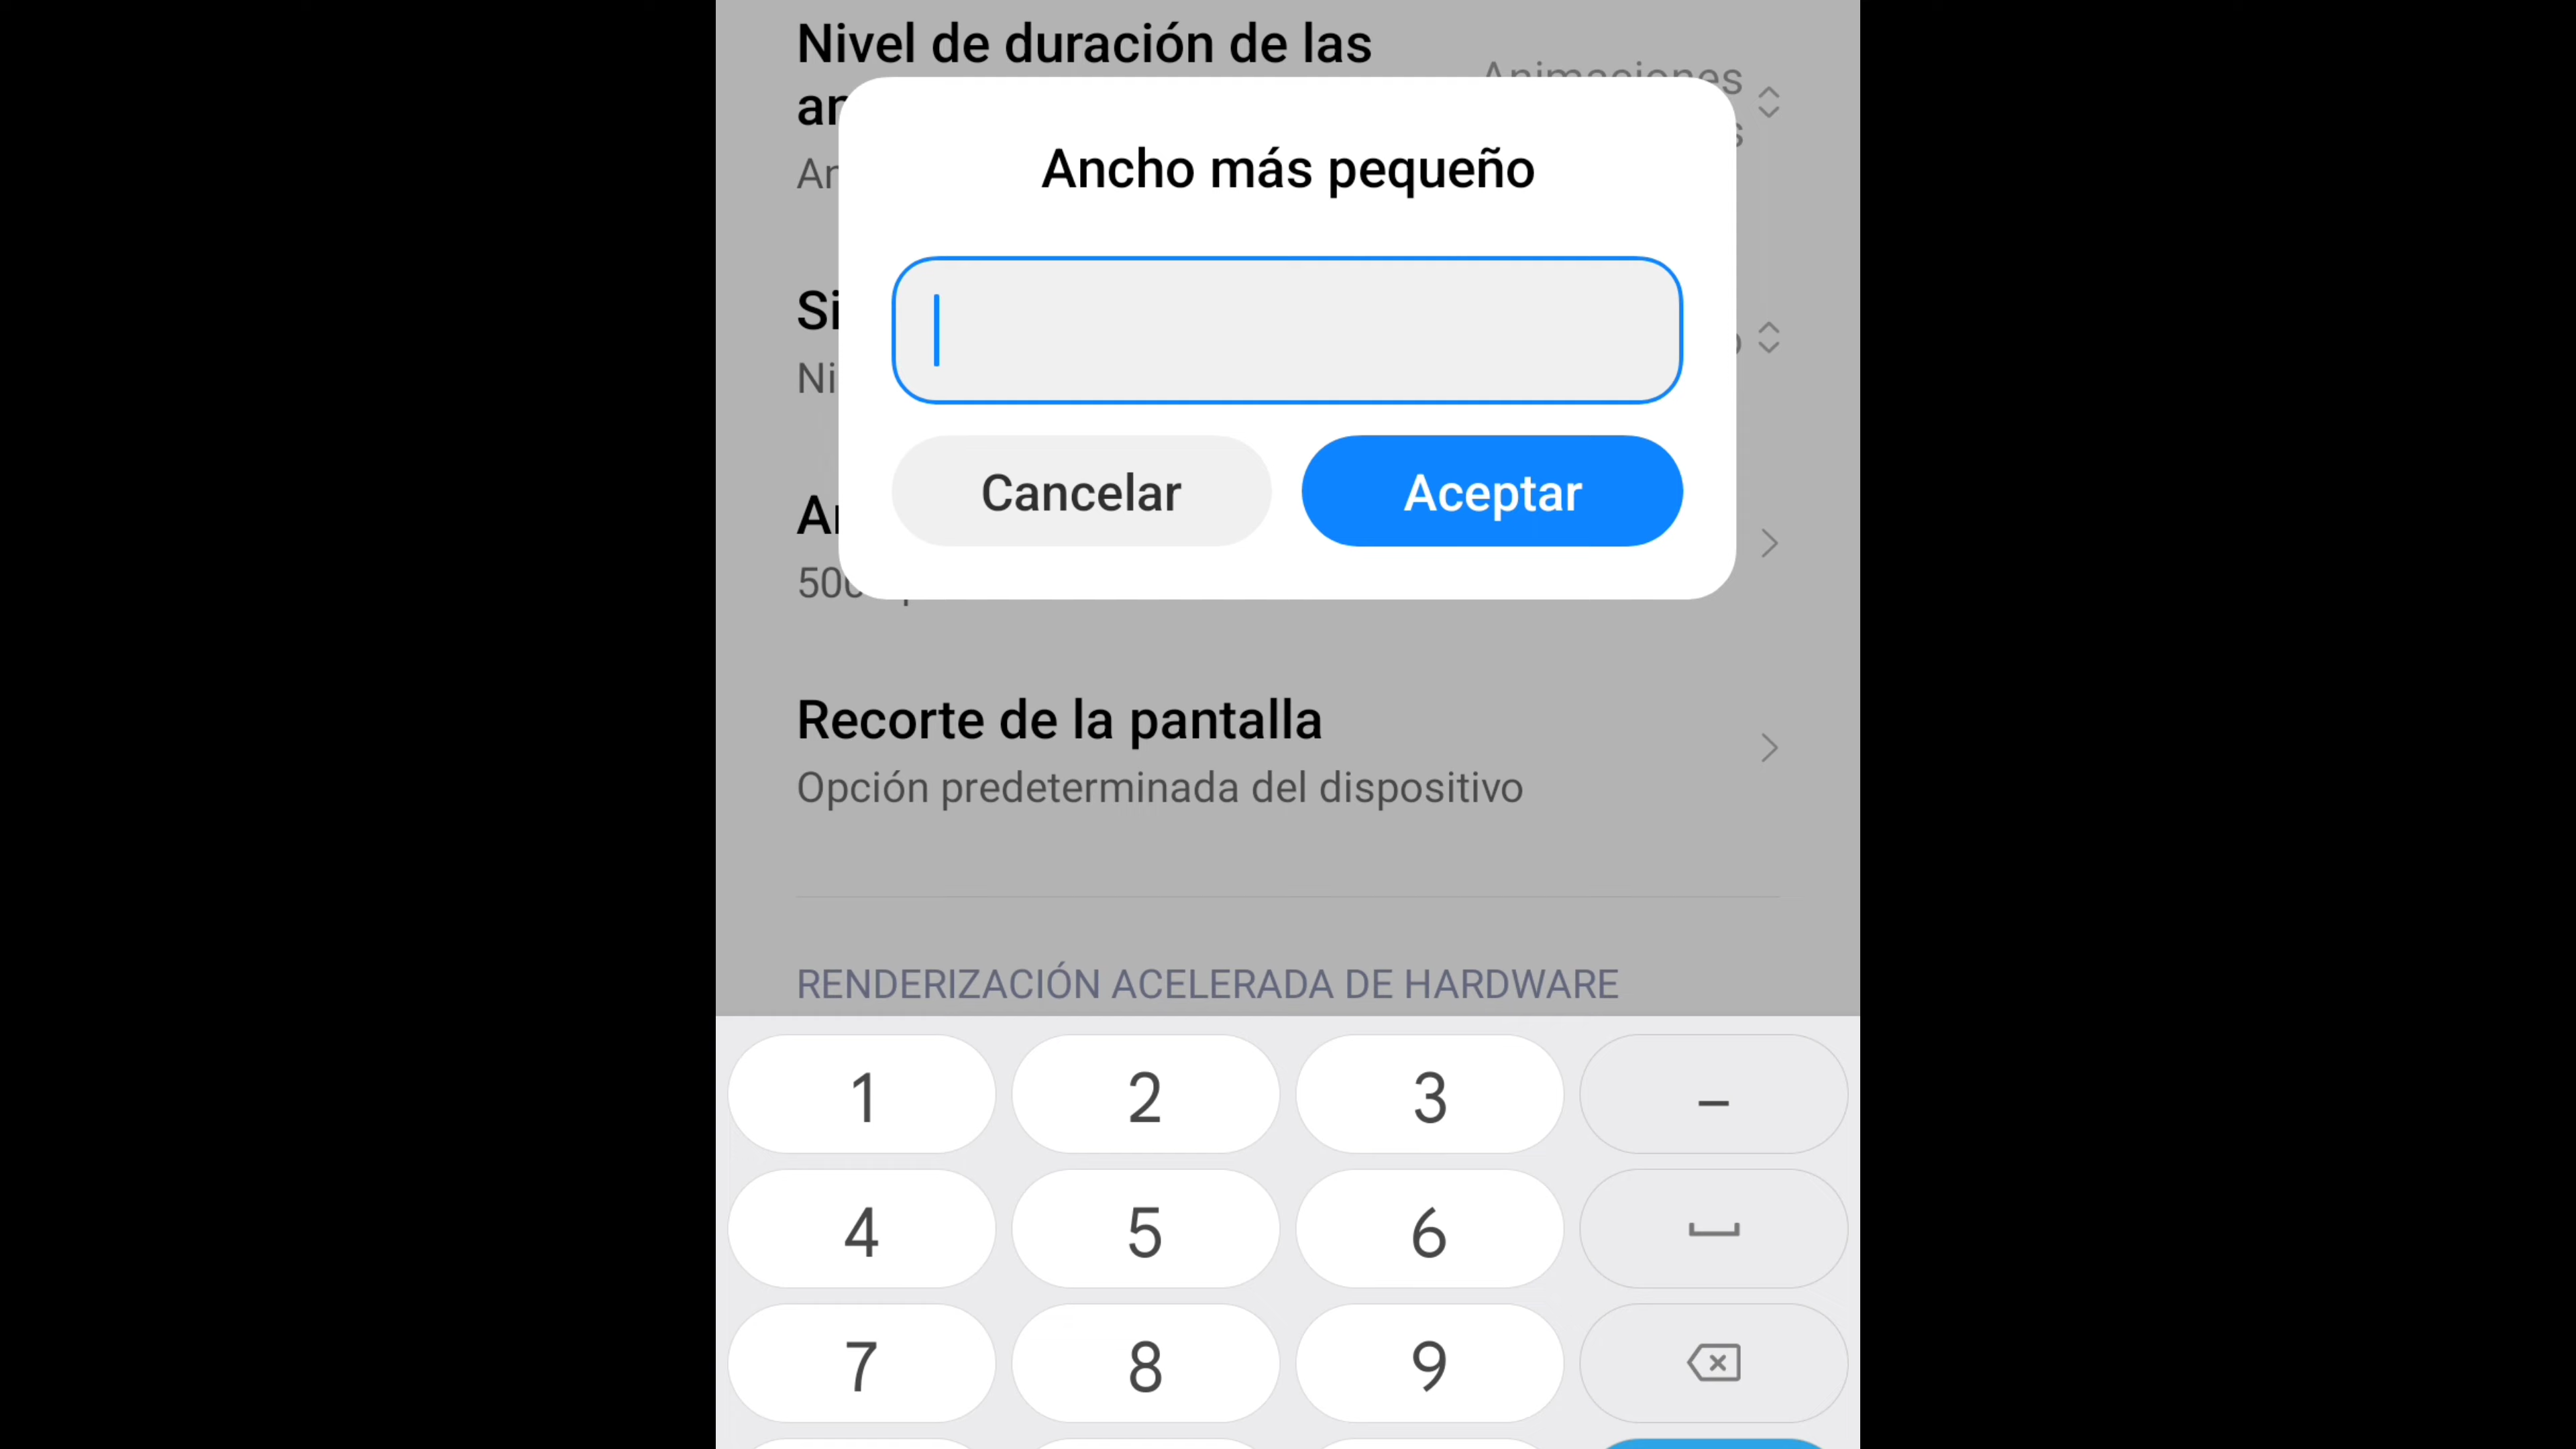 Nivel de duración de las
Animaciones
Ancho más pequeño
Cancelar
Aceptar
Recorte de la pantalla
Opción predeterminada del dispositivo
RENDERIZACIÓN ACELERADA DE HARDWARE
1 2 3 –
4 5 6
7 8 9